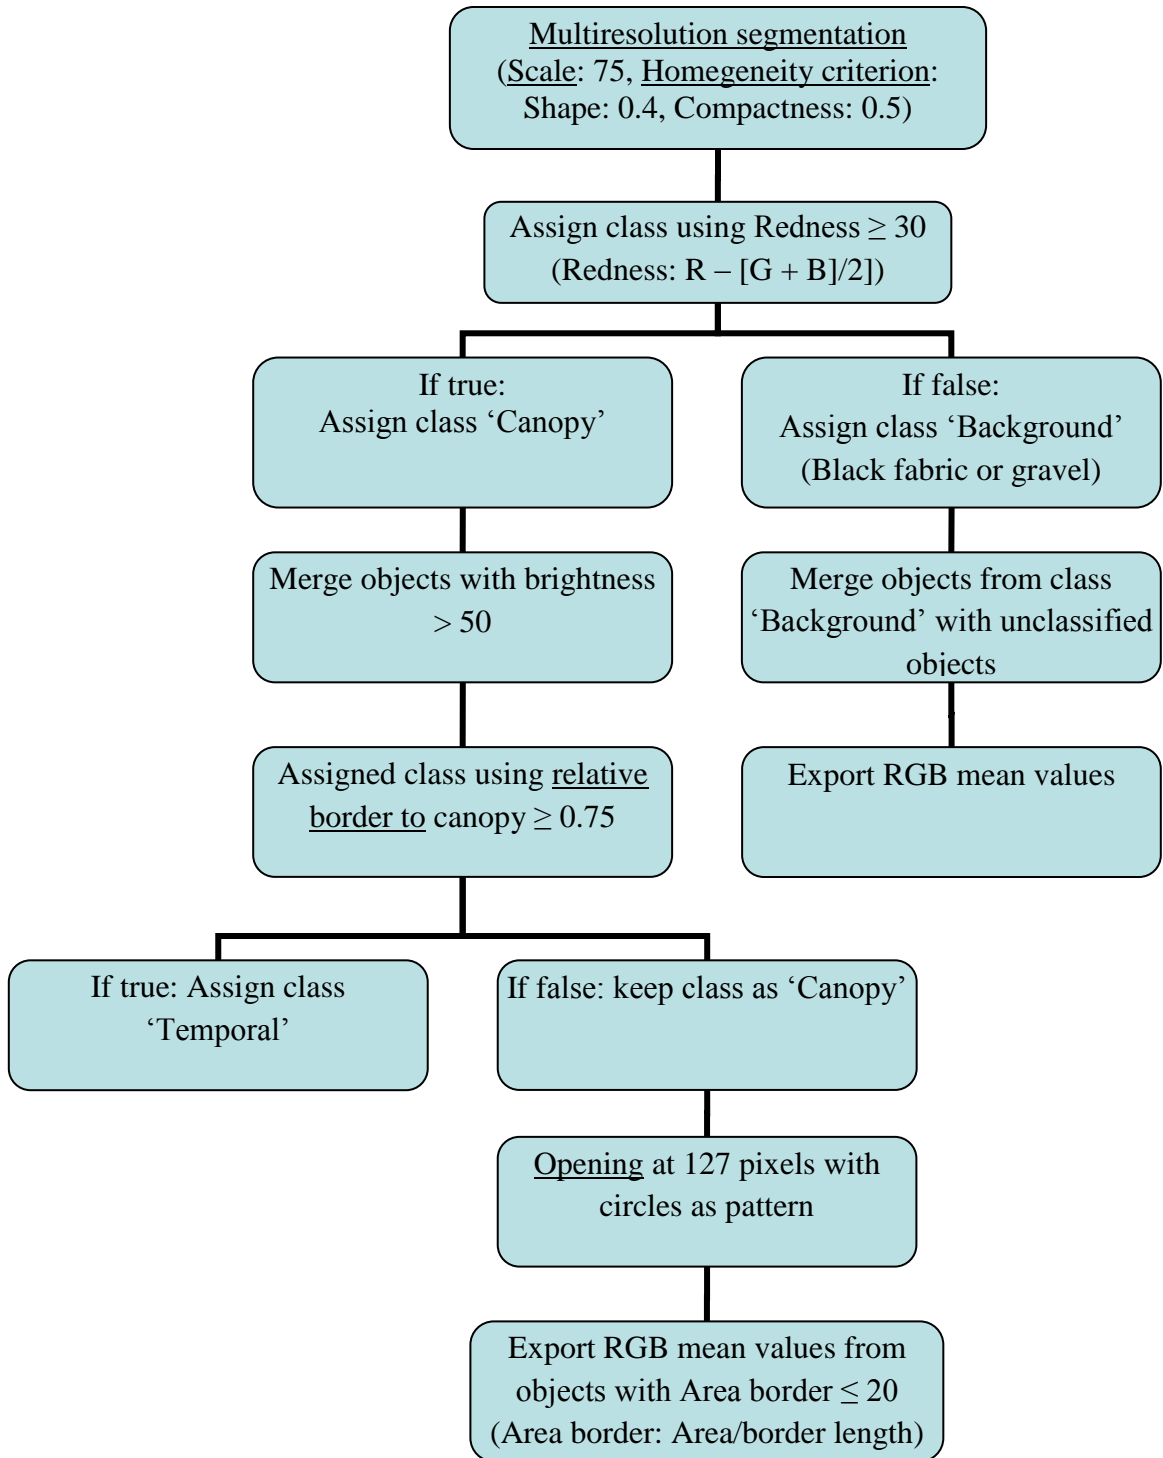 Multiresolution segmentation
(Scale: 75, Homegeneity criterion:
Shape: 0.4, Compactness: 0.5)
Assign class using Redness ≥ 30
(Redness: R – [G + B]/2])
If true:
Assign class ‘Canopy’
If false:
Assign class ‘Background’
(Black fabric or gravel)
Merge objects with brightness
> 50
Merge objects from class
‘Background’ with unclassified
objects
Assigned class using relative
border to canopy ≥ 0.75
Export RGB mean values
If true: Assign class
‘Temporal’
If false: keep class as ‘Canopy’
Opening at 127 pixels with
circles as pattern
Export RGB mean values from
objects with Area border ≤ 20
(Area border: Area/border length)